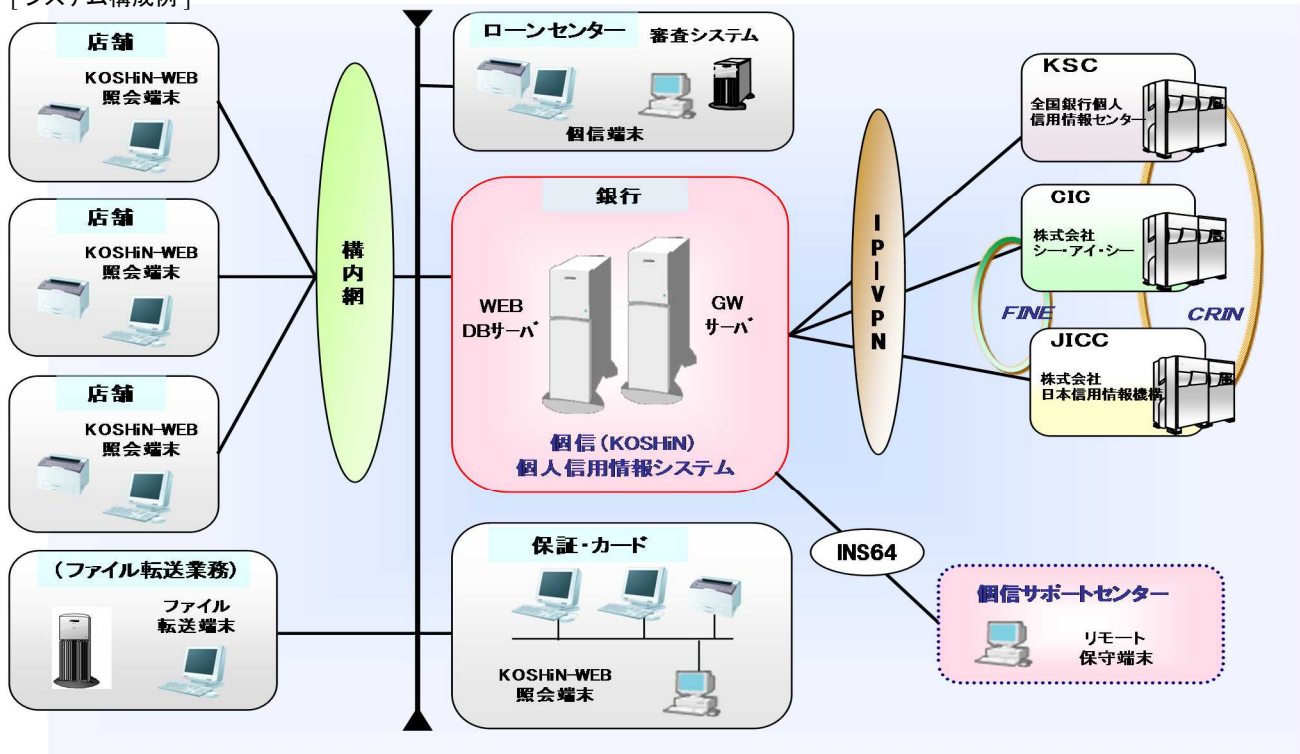 [ システム構成例 ]
店舗
KOSHiN-WEB
照会端末
店舗
KOSHiN-WEB
照会端末
店舗
KOSHiN-WEB
照会端末
(ファイル転送業務)
ファイル
転送端末
構
内
網
ローンセンター
審査システム
個信端末
銀行
WEB
DBサーバ
GW
サーバ
個信(KOSHiN)
個人信用情報システム
保証・カード
KOSHiN-WEB
照会端末
I
P
I
V
P
N
KSC
全国銀行個人
信用情報センター
CIC
株式会社
シー・アイ・シー
FINE
CRIN
JICC
株式会社
日本信用情報機構
INS64
個信サポートセンター
リモート
保守端末